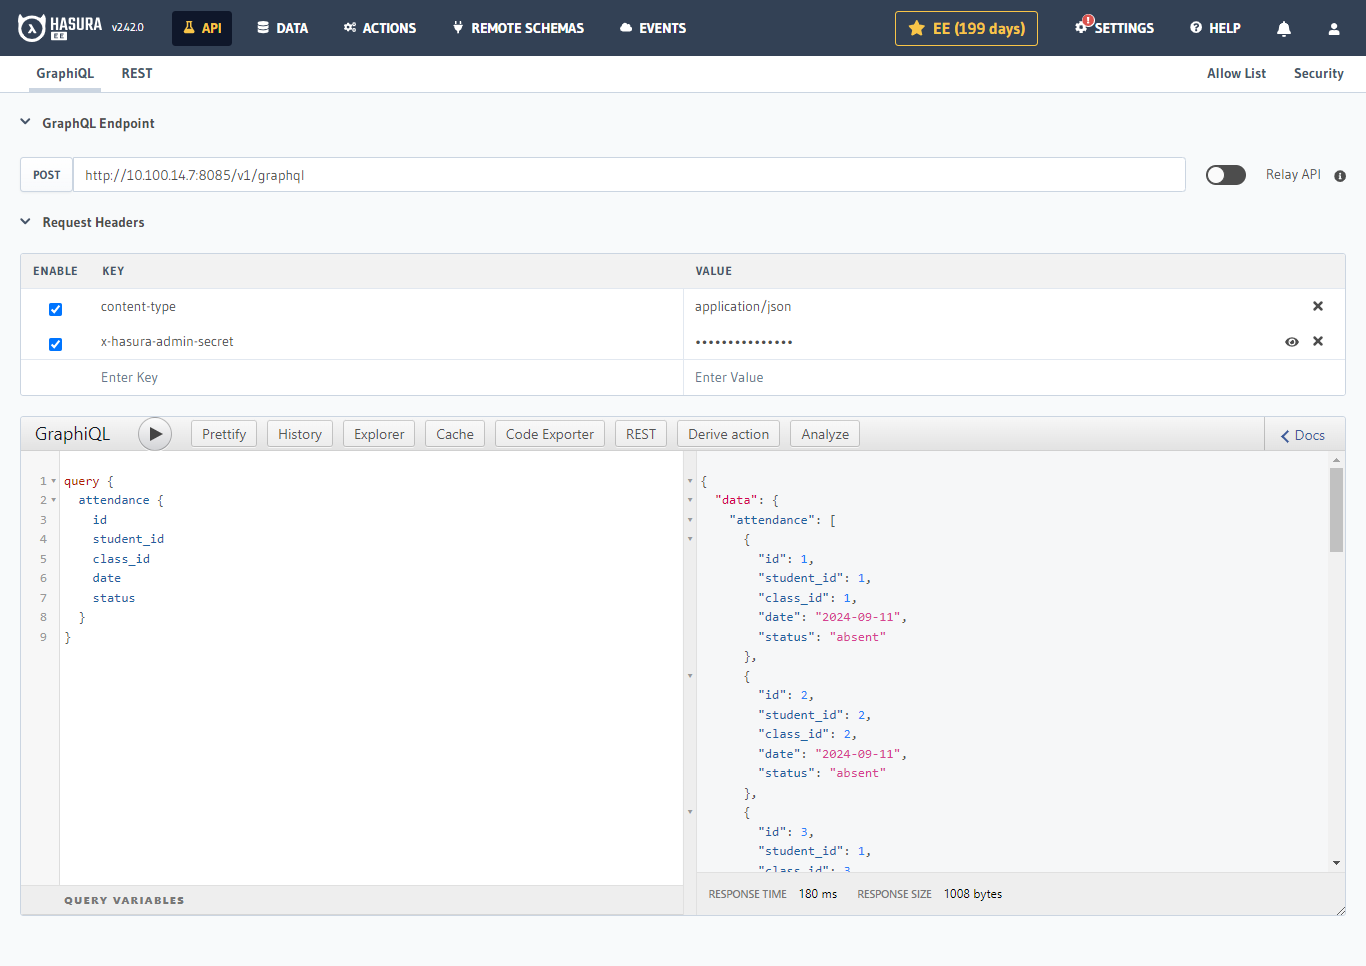 HASURA EE v2.42.0 API DATA ACTIONS REMOTE SCHEMAS EVENTS EE (199 days) ! SETTINGS HELP
GraphiQL REST Allow List Security
GraphQL Endpoint
POST http://10.100.14.7:8085/v1/graphql Relay API
Request Headers
ENABLE KEY VALUE
content-type application/json
x-hasura-admin-secret •••••••••••••••
Enter Key Enter Value
GraphiQL Prettify History Explorer Cache Code Exporter REST Derive action Analyze Docs
1 query {
2 attendance {
3 id
4 student_id
5 class_id
6 date
7 status
8 }
9 }
QUERY VARIABLES
{
"data": {
"attendance": [
{
"id": 1,
"student_id": 1,
"class_id": 1,
"date": "2024-09-11",
"status": "absent"
},
{
"id": 2,
"student_id": 2,
"class_id": 2,
"date": "2024-09-11",
"status": "absent"
},
{
"id": 3,
"student_id": 1,
"class_id": 3
RESPONSE TIME 180 ms RESPONSE SIZE 1008 bytes